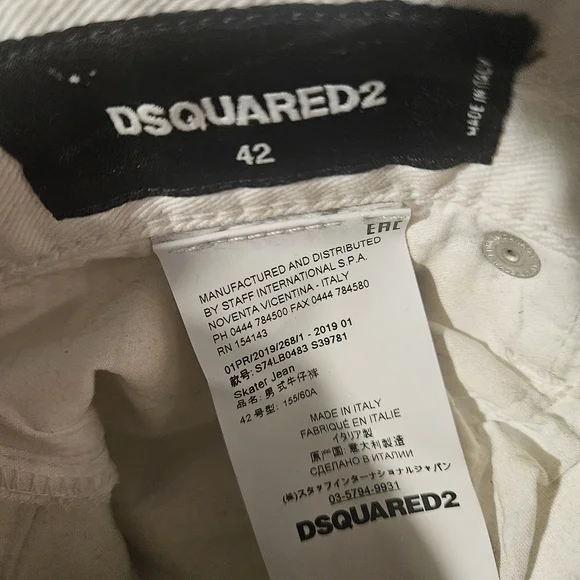 DSQUARED2
42
MADE IN ITALY
EAC
MANUFACTURED AND DISTRIBUTED
BY STAFF INTERNATIONAL S.P.A.
NOVENTA VICENTINA - ITALY
PH 0444 784500 FAX 0444 784580
RN 154143
01PR/2019/268/1 - 2019 01
款号: S74LB0483 S39781
Skater Jean
品名: 男式牛仔裤
42 号型: 155/60A
MADE IN ITALY
FABRIQUÉ EN ITALIE
イタリア製
原产国: 意大利製造
СДЕЛАНО В ИТАЛИИ
(株)スタッフインターナショナルジャパン
03-5794-9931
DSQUARED2